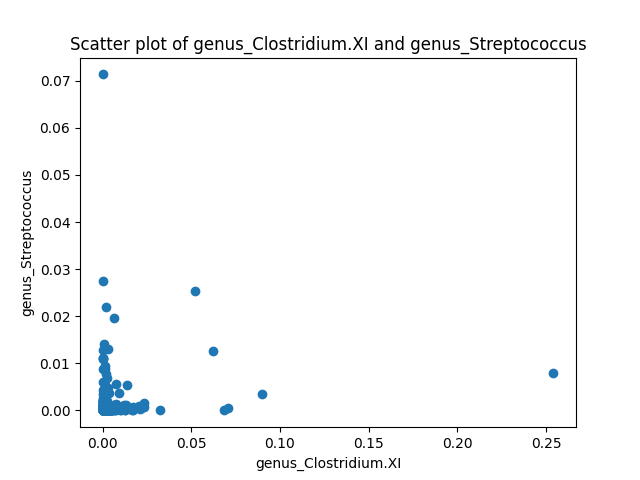 Scatter plot of genus_Clostridium.XI and genus_Streptococcus
0.07
0.06
0.05
0.04
0.03
0.02
0.01
0.00
genus_Streptococcus
0.00 0.05 0.10 0.15 0.20 0.25
genus_Clostridium.XI